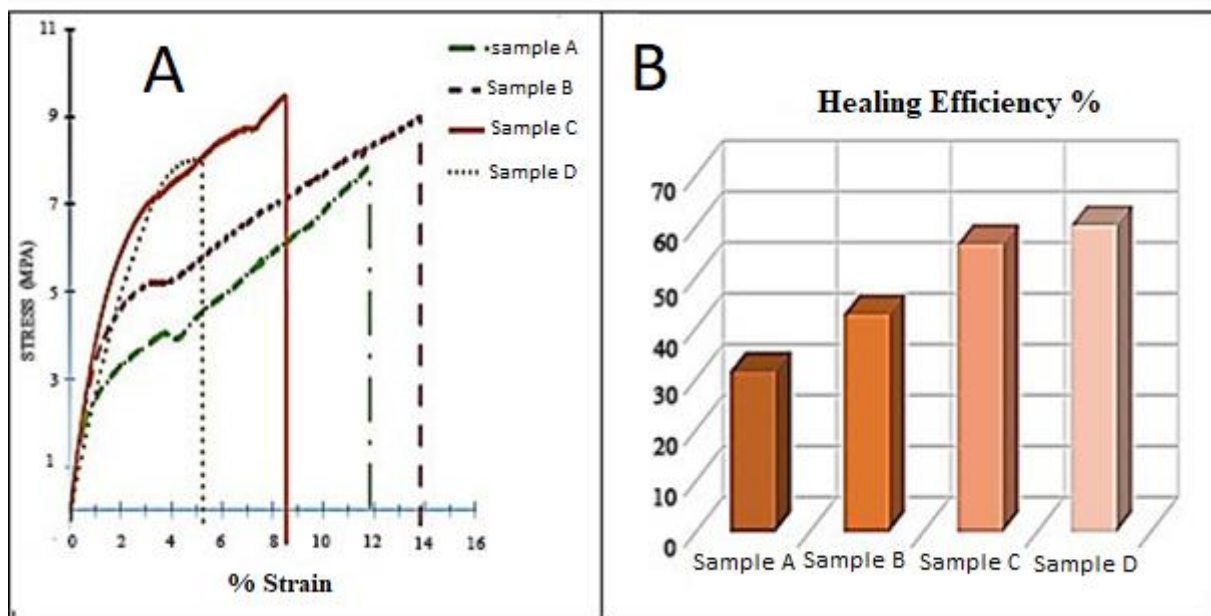 A
11
9
7
5
3
1
STRESS (MPA)
0 2 4 6 8 10 12 14 16
% Strain
sample A
Sample B
Sample C
Sample D
B
Healing Efficiency %
70
60
50
40
30
20
10
0
Sample A Sample B Sample C Sample D